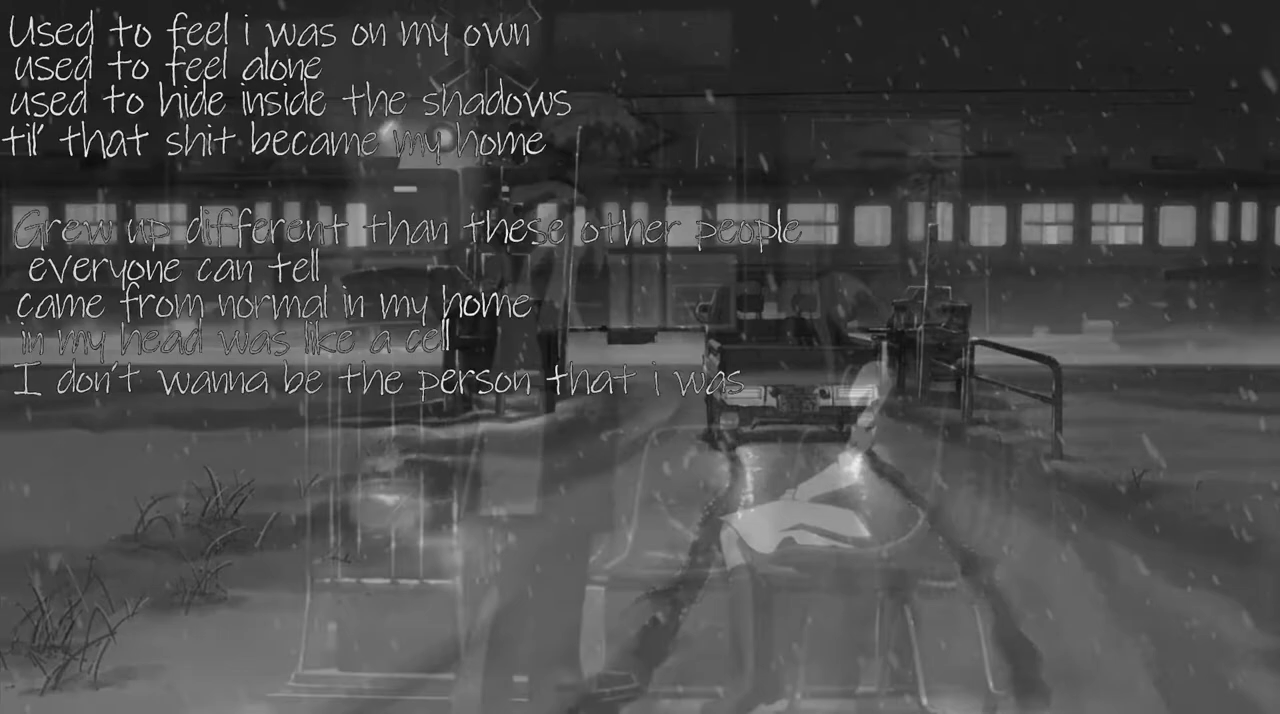 Used to feel i was on my own
used to feel alone
used to hide inside the shadows
til' that shit became my home
Grew up different than these other people
everyone can tell
came from normal in my home
in my head was like a cell
I don't wanna be the person that i was